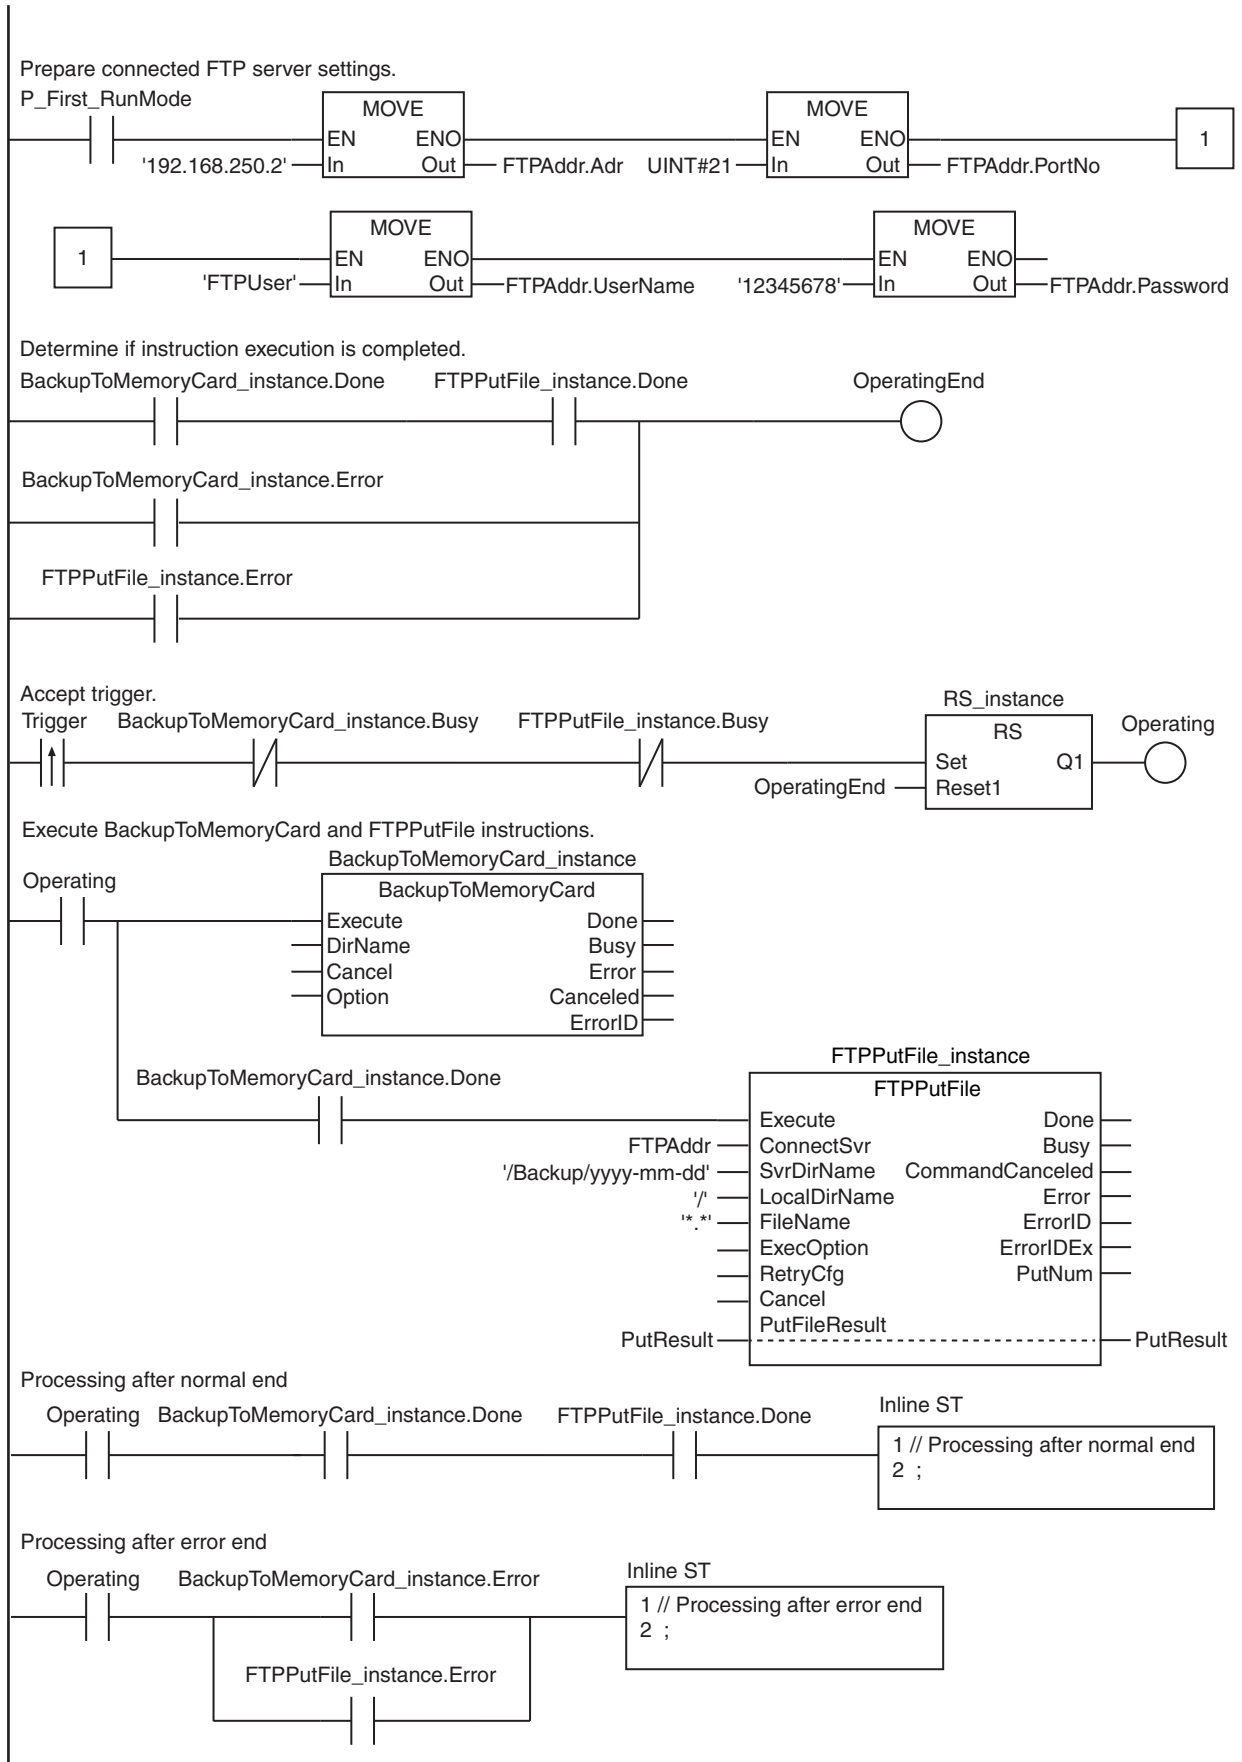 Prepare connected FTP server settings.
P_First_RunMode
MOVE
MOVE
EN ENO
EN ENO
1
'192.168.250.2' In Out FTPAddr.Adr
UINT#21 In Out FTPAddr.PortNo
MOVE
MOVE
1
EN ENO
EN ENO
'FTPUser' In Out FTPAddr.UserName
'12345678' In Out FTPAddr.Password
Determine if instruction execution is completed.
BackupToMemoryCard_instance.Done FTPPutFile_instance.Done OperatingEnd
BackupToMemoryCard_instance.Error
FTPPutFile_instance.Error
Accept trigger.
RS_instance
Trigger BackupToMemoryCard_instance.Busy FTPPutFile_instance.Busy Operating
RS
Set Q1
OperatingEnd Reset1
Execute BackupToMemoryCard and FTPPutFile instructions.
BackupToMemoryCard_instance
Operating
BackupToMemoryCard
Execute Done
DirName Busy
Cancel Error
Option Canceled
ErrorID
FTPPutFile_instance
BackupToMemoryCard_instance.Done
FTPPutFile
Execute Done
FTPAddr ConnectSvr Busy
'/Backup/yyyy-mm-dd' SvrDirName CommandCanceled
'/' LocalDirName Error
'*.*' FileName ErrorID
ExecOption ErrorIDEx
RetryCfg PutNum
Cancel
PutFileResult
PutResult PutResult
Processing after normal end
Operating BackupToMemoryCard_instance.Done FTPPutFile_instance.Done
Inline ST
1 // Processing after normal end
2 ;
Processing after error end
Operating BackupToMemoryCard_instance.Error
Inline ST
1 // Processing after error end
2 ;
FTPPutFile_instance.Error